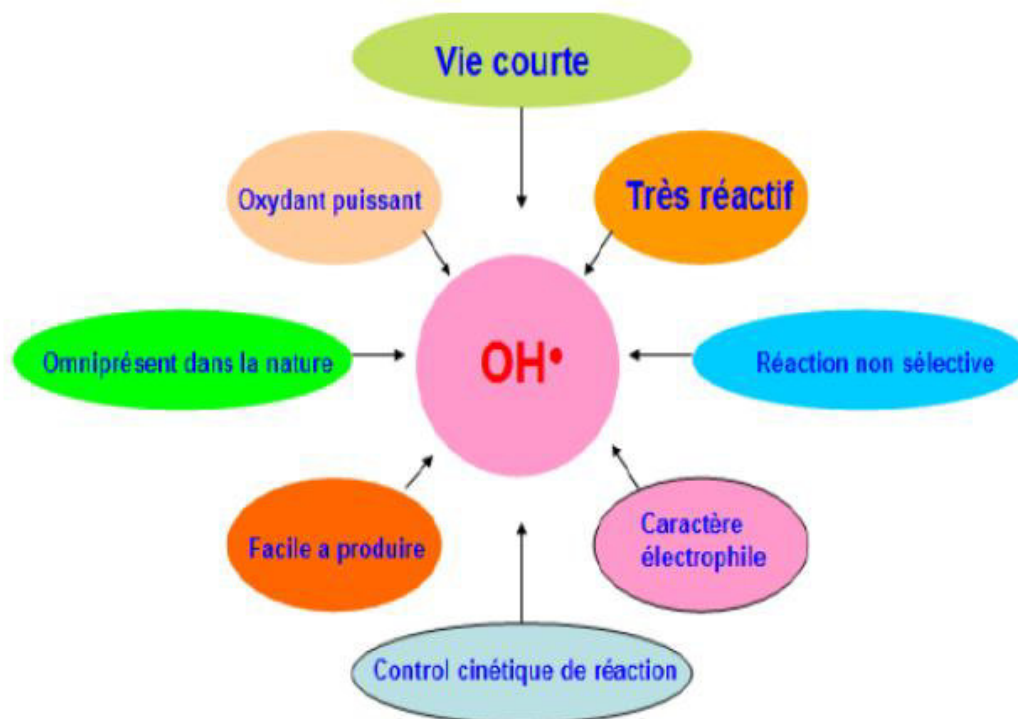 Vie courte
Oxydant puissant
Très réactif
OH•
Omniprésent dans la nature
Réaction non sélective
Facile a produire
Caractère
électrophile
Control cinétique de réaction